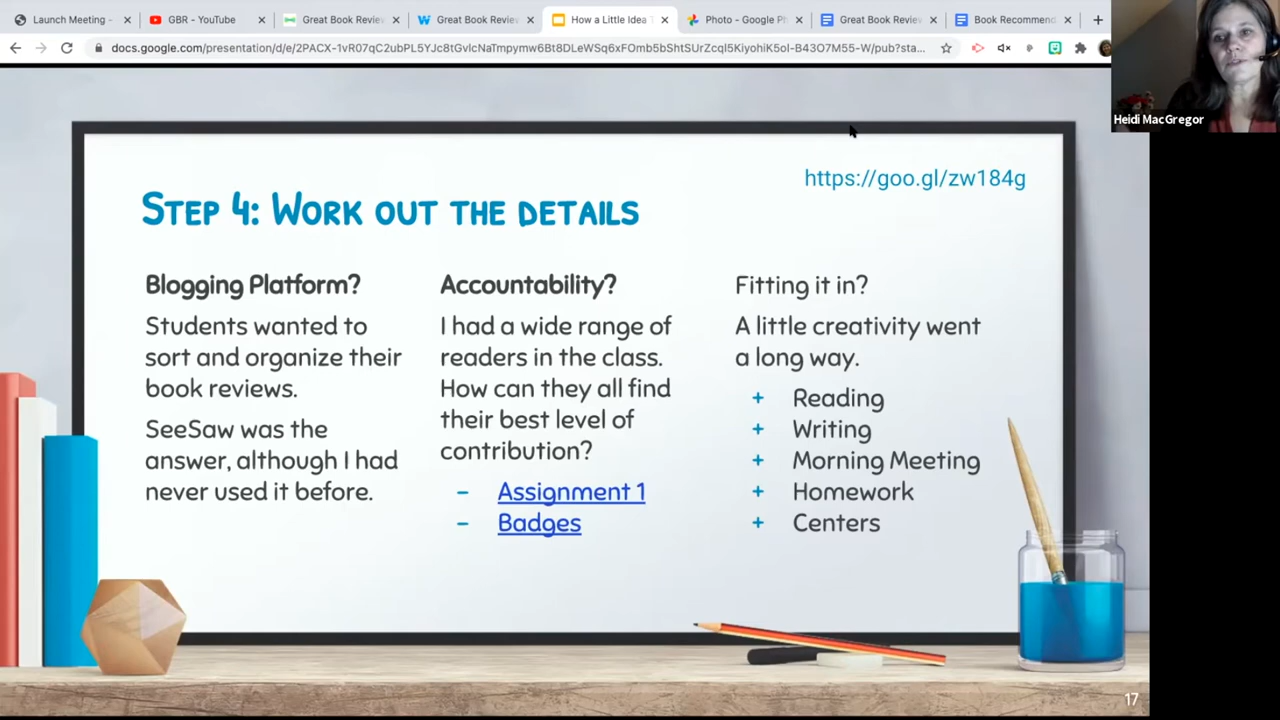 Launch Meeting -
GBR - YouTube
Great Book Review
Great Book Review
How a Little Idea T
Photo - Google Ph
Great Book Review
Book Recommend
docs.google.com/presentation/d/e/2PACX-1vR07qC2ubPL5YJc8tGvlcNaTmpymw6Bt8DLeWSq6xFOmb5bShtSUrZcqI5KiyohiK5oI-B43O7M55-W/pub?sta...
Heidi MacGregor
https://goo.gl/zw184g
Step 4: Work out the details
Blogging Platform?
Students wanted to
sort and organize their
book reviews.
SeeSaw was the
answer, although I had
never used it before.
Accountability?
I had a wide range of
readers in the class.
How can they all find
their best level of
contribution?
- Assignment 1
- Badges
Fitting it in?
A little creativity went
a long way.
+ Reading
+ Writing
+ Morning Meeting
+ Homework
+ Centers
17